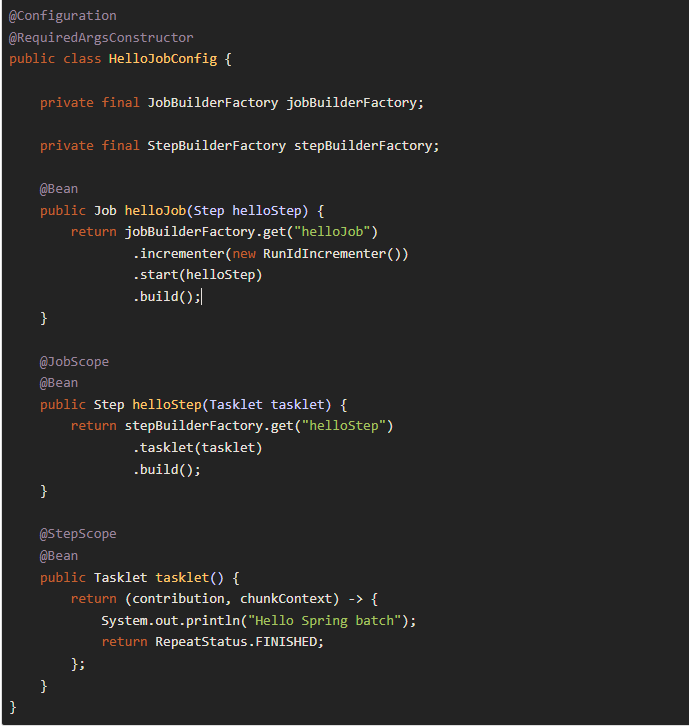 @Configuration
@RequiredArgsConstructor
public class HelloJobConfig {
    private final JobBuilderFactory jobBuilderFactory;
    private final StepBuilderFactory stepBuilderFactory;
    @Bean
    public Job helloJob(Step helloStep) {
        return jobBuilderFactory.get("helloJob")
                .incrementer(new RunIdIncrementer())
                .start(helloStep)
                .build();
    }
    @JobScope
    @Bean
    public Step helloStep(Tasklet tasklet) {
        return stepBuilderFactory.get("helloStep")
                .tasklet(tasklet)
                .build();
    }
    @StepScope
    @Bean
    public Tasklet tasklet() {
        return (contribution, chunkContext) -> {
            System.out.println("Hello Spring batch");
            return RepeatStatus.FINISHED;
        };
    }
}